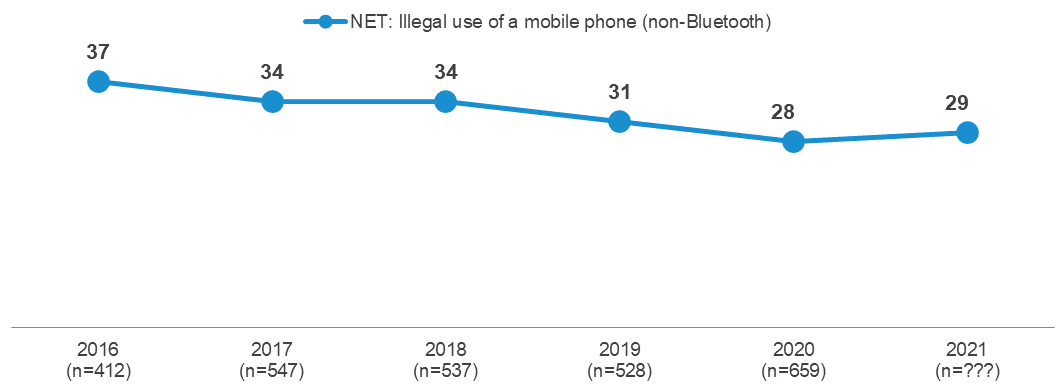 NET: Illegal use of a mobile phone (non-Bluetooth)
37
34
34
31
28
29
2016
(n=412)
2017
(n=547)
2018
(n=537)
2019
(n=528)
2020
(n=659)
2021
(n=???)